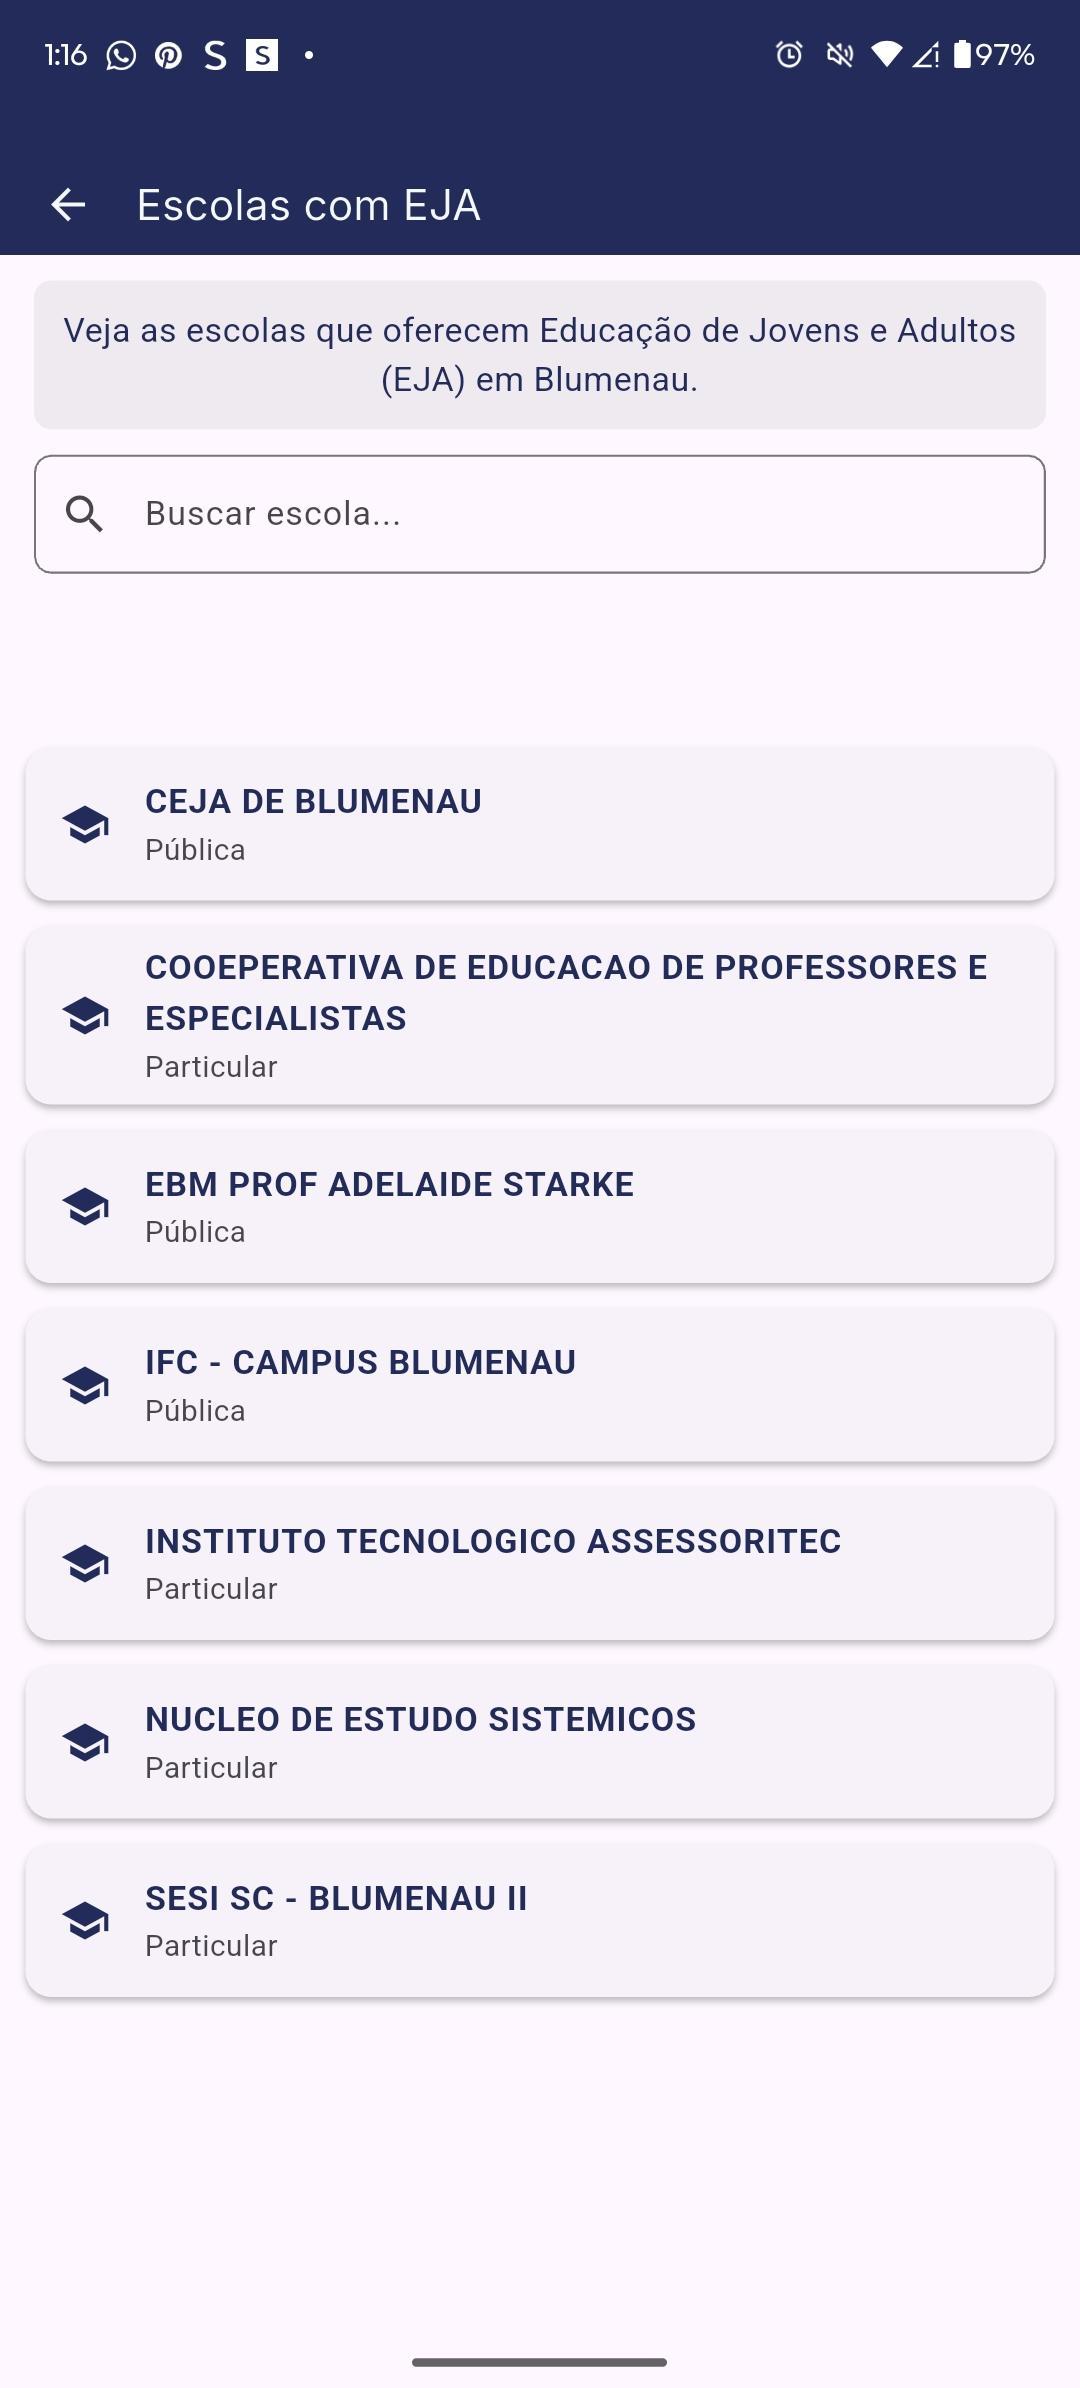 1:16
S
S
97%
Escolas com EJA
Veja as escolas que oferecem Educação de Jovens e Adultos
(EJA) em Blumenau.
Buscar escola...
CEJA DE BLUMENAU
Pública
COOEPERATIVA DE EDUCACAO DE PROFESSORES E
ESPECIALISTAS
Particular
EBM PROF ADELAIDE STARKE
Pública
IFC - CAMPUS BLUMENAU
Pública
INSTITUTO TECNOLOGICO ASSESSORITEC
Particular
NUCLEO DE ESTUDO SISTEMICOS
Particular
SESI SC - BLUMENAU II
Particular